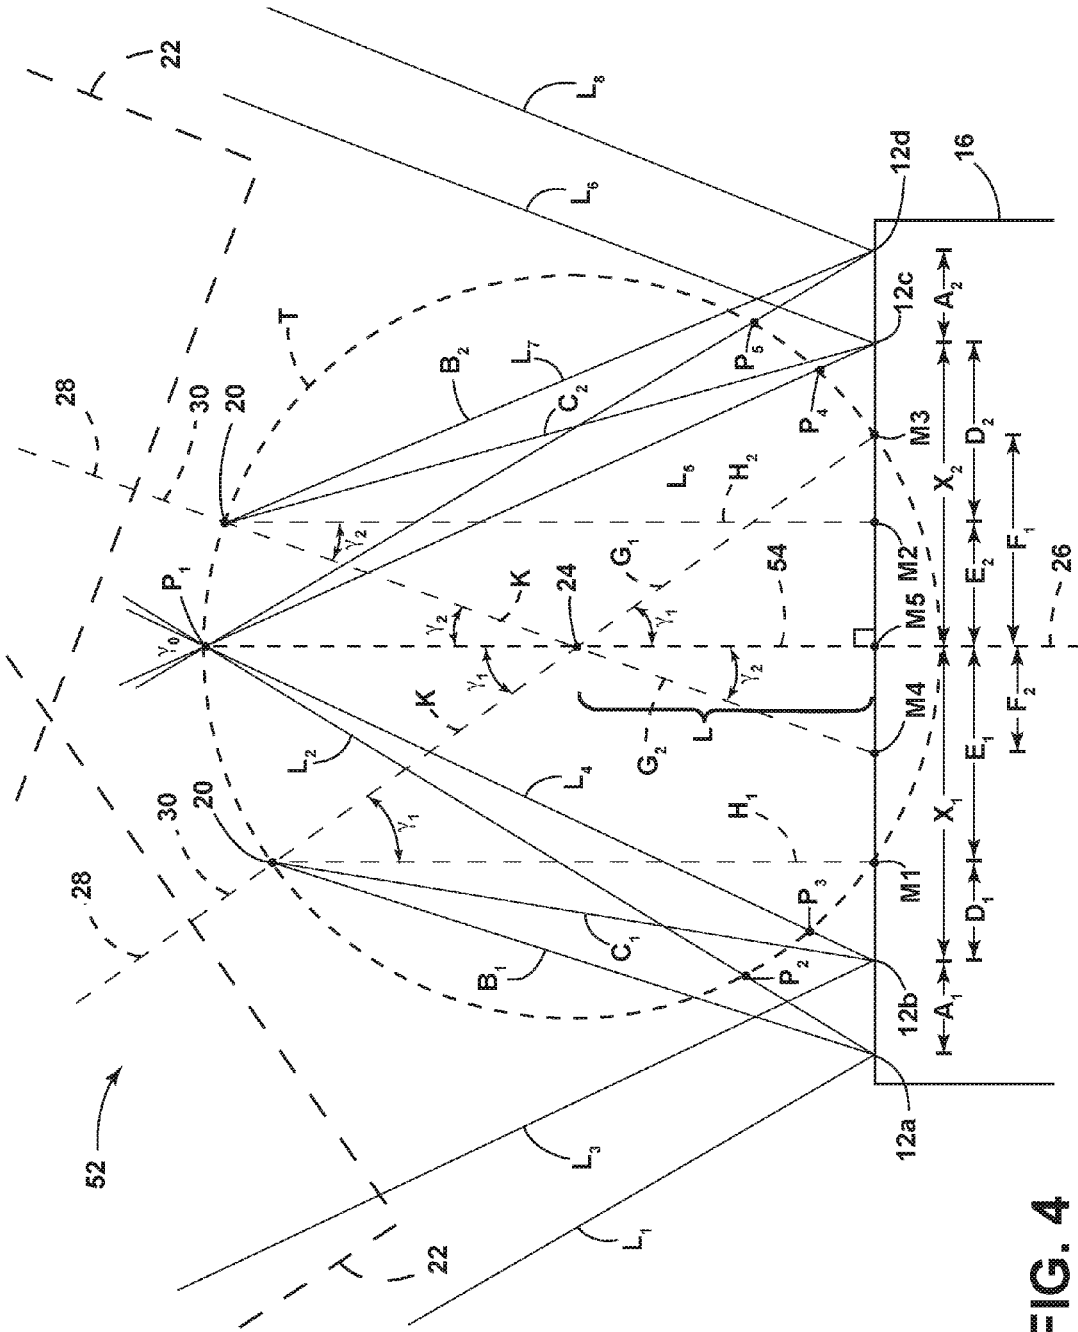 52
28
30
20
P₁
γ₀
20
30
28
22
T
L₈
L₆
B₂
L₇
C₂
P₅
P₄
12d
16
12c
A₂
M3
D₂
X₂
F₁
H₂
L₅
G₁
γ₂
K
24
54
M2
E₂
M5
26
γ₂
γ₁
γ₁
γ₂
K
L
G₂
M4
F₂
E₁
X₁
H₁
M1
D₁
γ₁
L₂
L₄
P₃
P₂
C₁
B₁
12b
A₁
12a
L₃
L₁
22
FIG. 4